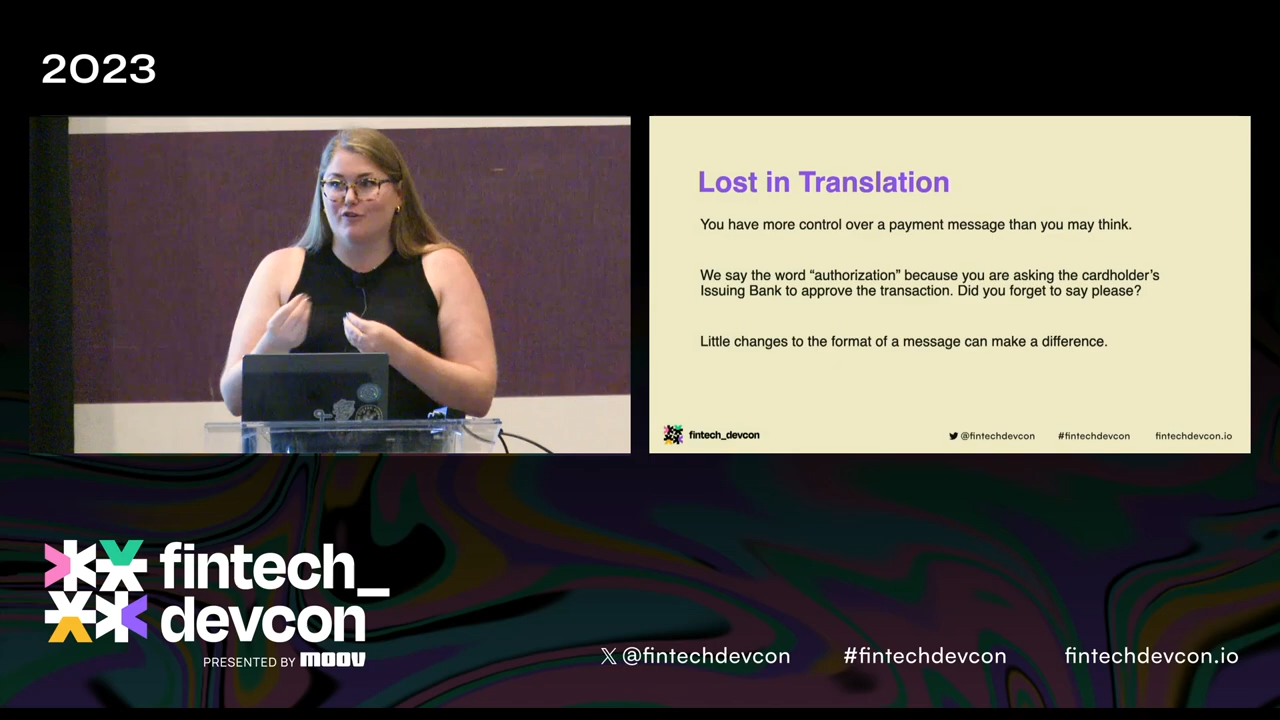 2023
Lost in Translation
You have more control over a payment message than you may think.
We say the word “authorization” because you are asking the cardholder’s
Issuing Bank to approve the transaction. Did you forget to say please?
Little changes to the format of a message can make a difference.
fintech_devcon
@fintechdevcon
#fintechdevcon
fintechdevcon.io
fintech_
devcon
PRESENTED BY moov
@fintechdevcon
#fintechdevcon
fintechdevcon.io